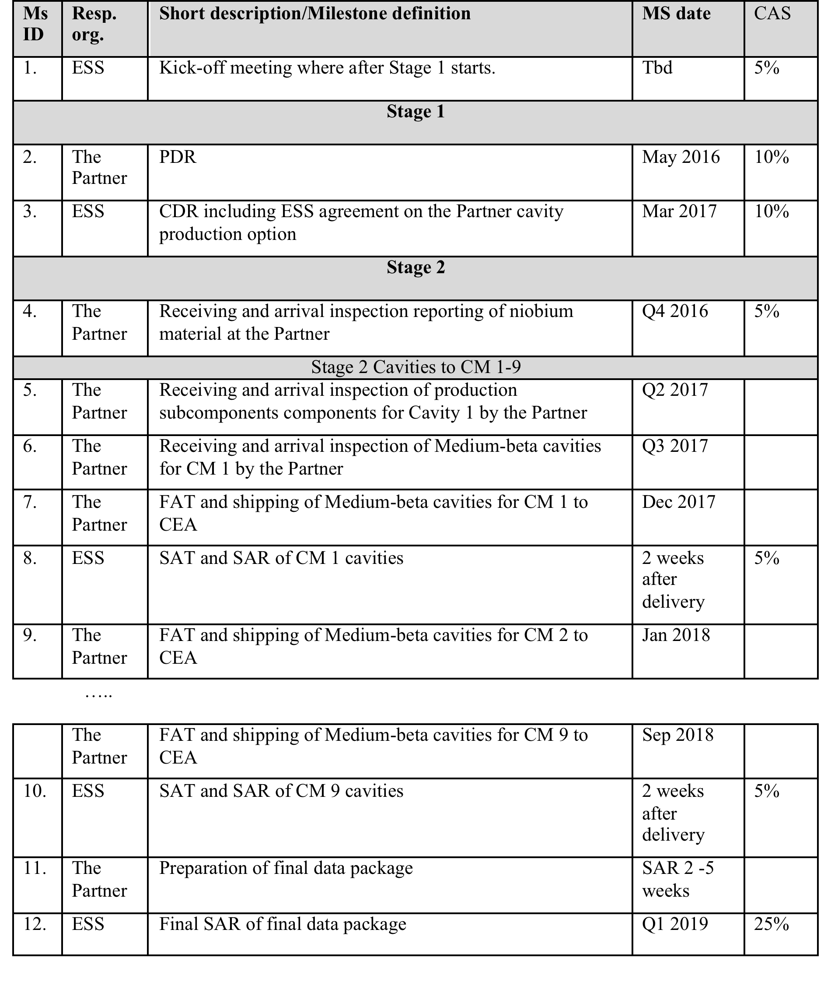 Ms ID Resp. org. Short description/Milestone definition MS date CAS
1. ESS Kick-off meeting where after Stage 1 starts. Tbd 5%
Stage 1
2. The Partner PDR May 2016 10%
3. ESS CDR including ESS agreement on the Partner cavity production option Mar 2017 10%
Stage 2
4. The Partner Receiving and arrival inspection reporting of niobium material at the Partner Q4 2016 5%
Stage 2 Cavities to CM 1-9
5. The Partner Receiving and arrival inspection of production subcomponents components for Cavity 1 by the Partner Q2 2017
6. The Partner Receiving and arrival inspection of Medium-beta cavities for CM 1 by the Partner Q3 2017
7. The Partner FAT and shipping of Medium-beta cavities for CM 1 to CEA Dec 2017
8. ESS SAT and SAR of CM 1 cavities 2 weeks after delivery 5%
9. The Partner FAT and shipping of Medium-beta cavities for CM 2 to CEA Jan 2018
…..
The Partner FAT and shipping of Medium-beta cavities for CM 9 to CEA Sep 2018
10. ESS SAT and SAR of CM 9 cavities 2 weeks after delivery 5%
11. The Partner Preparation of final data package SAR 2 -5 weeks
12. ESS Final SAR of final data package Q1 2019 25%